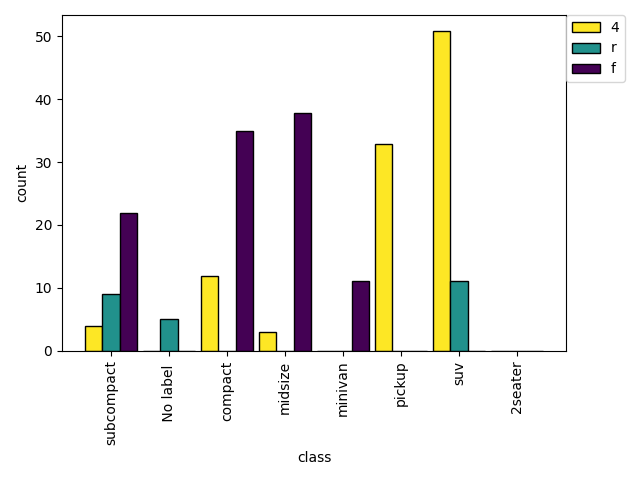 4
r
f
50
40
30
20
10
0
count
subcompact
No label
compact
midsize
minivan
pickup
suv
2seater
class